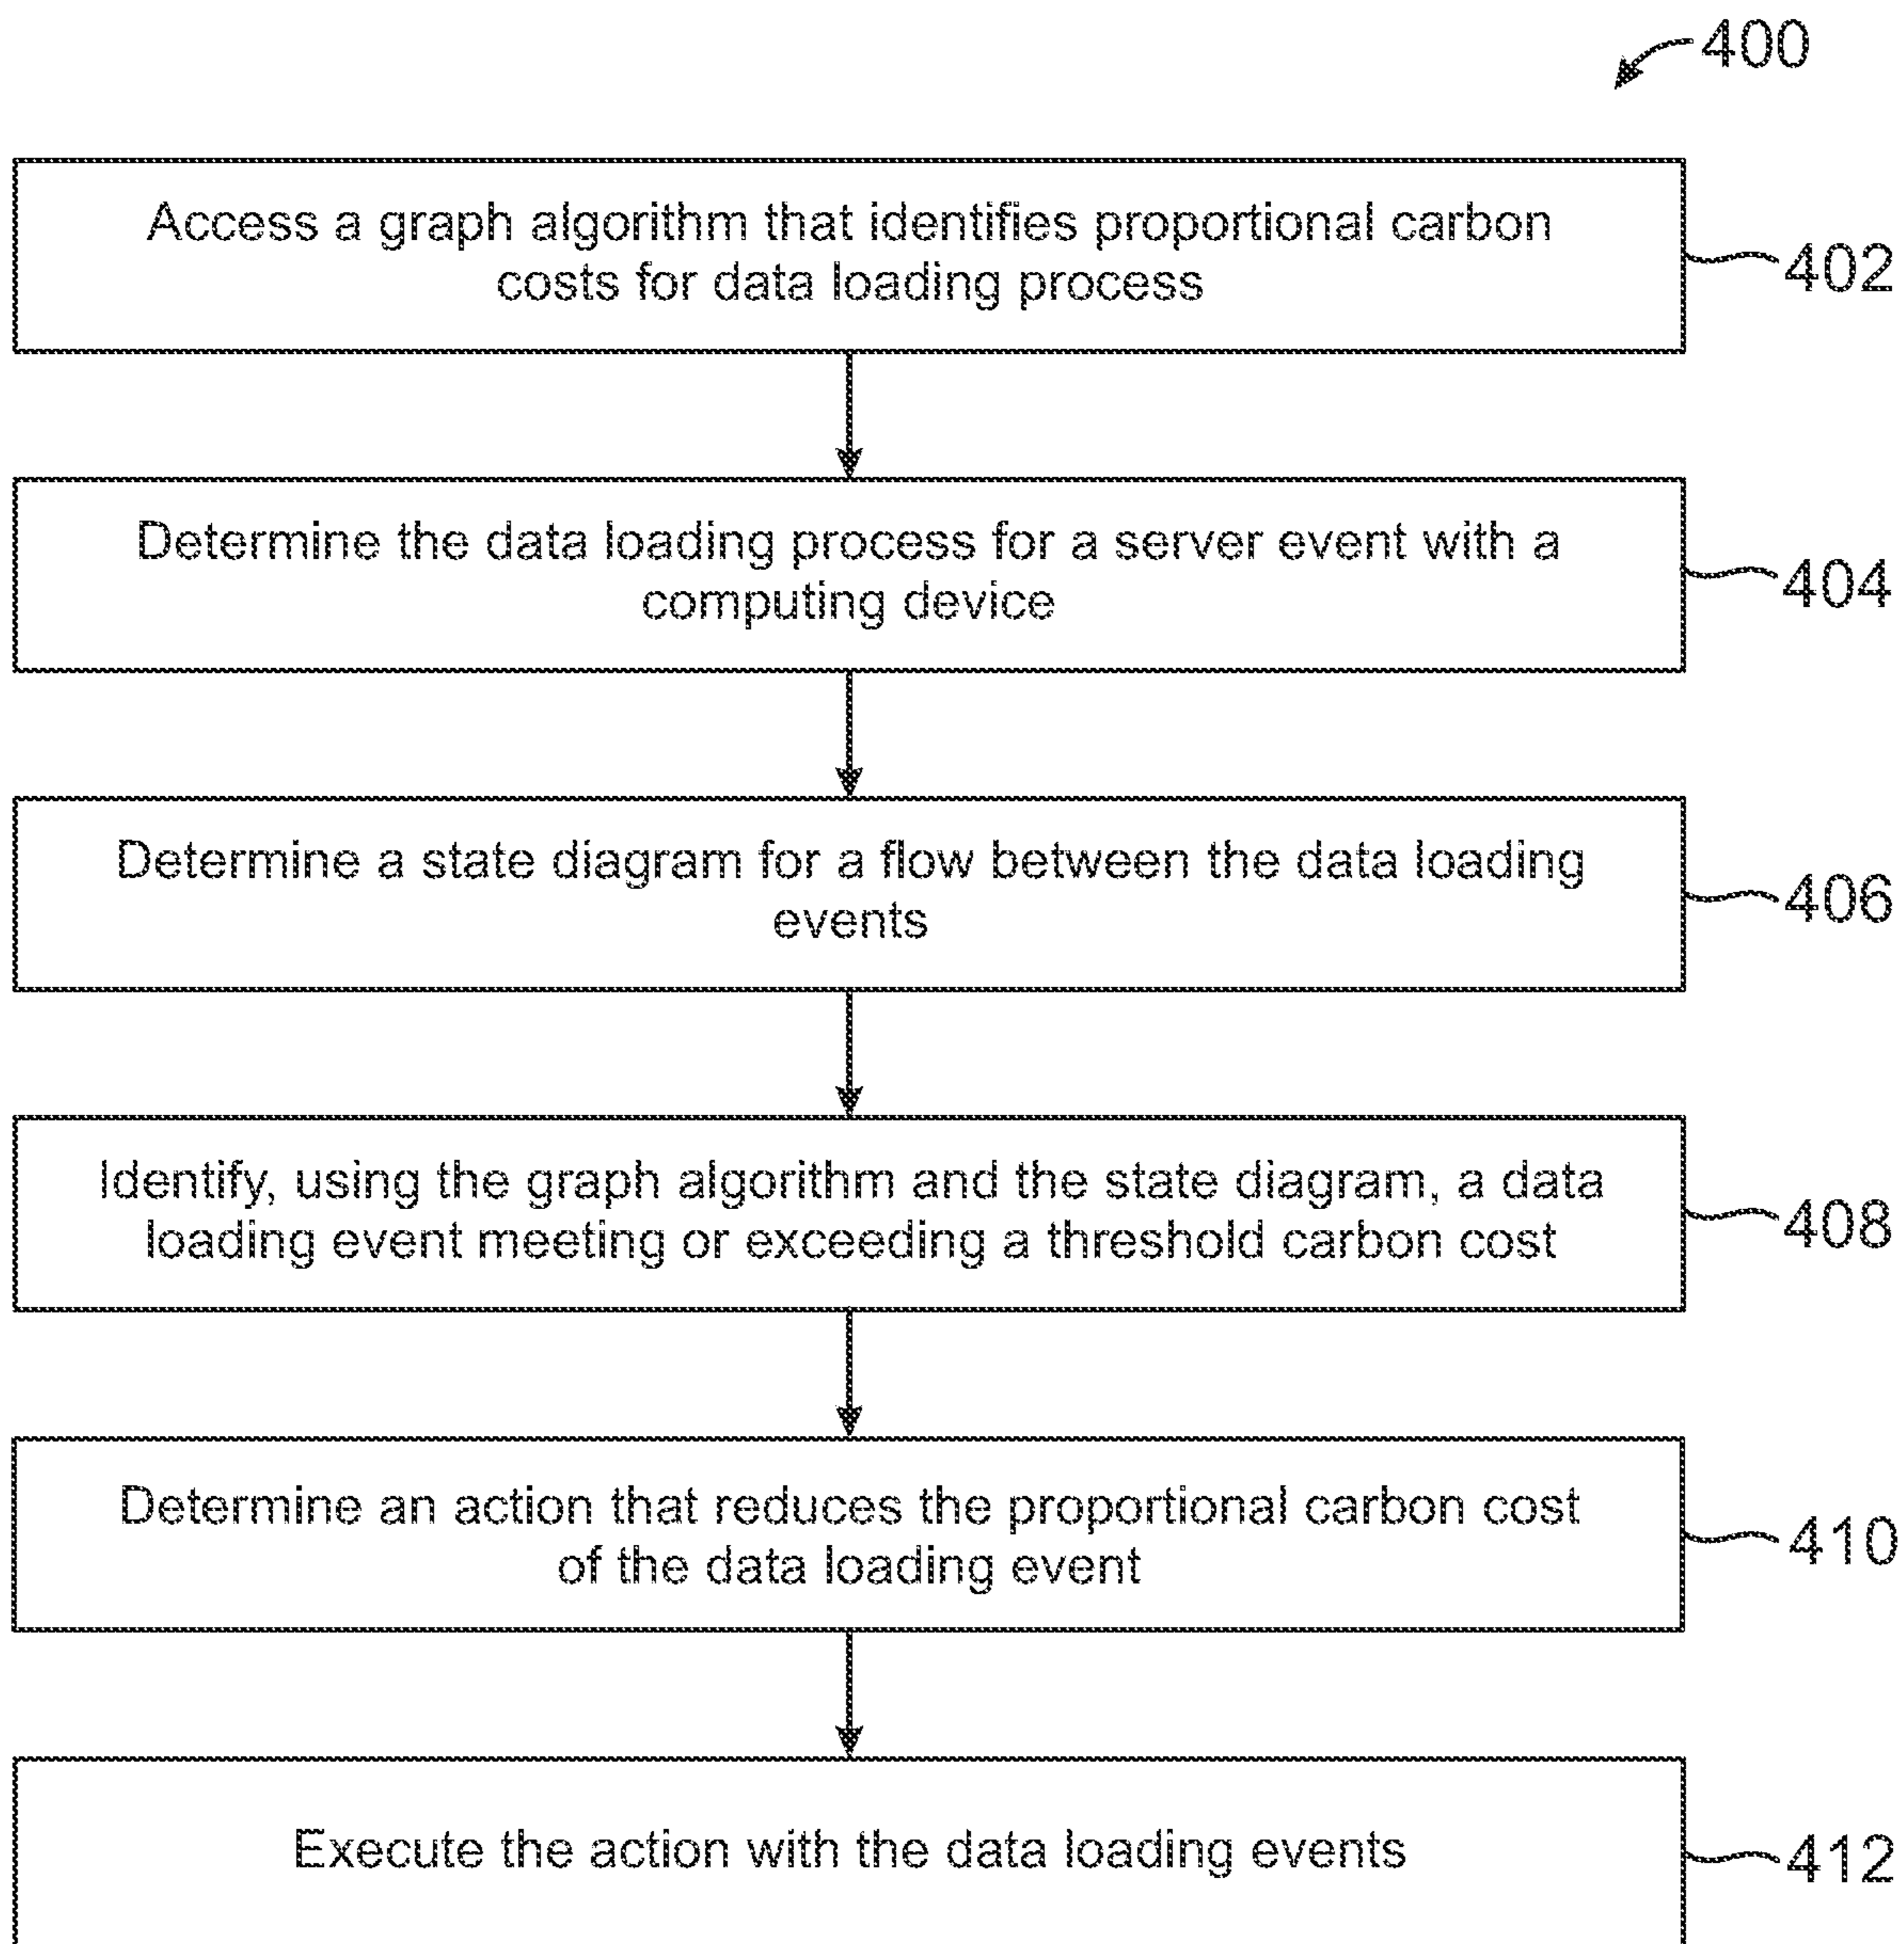 400
Access a graph algorithm that identifies proportional carbon
costs for data loading process
402
Determine the data loading process for a server event with a
computing device
404
Determine a state diagram for a flow between the data loading
events
406
Identify, using the graph algorithm and the state diagram, a data
loading event meeting or exceeding a threshold carbon cost
408
Determine an action that reduces the proportional carbon cost
of the data loading event
410
Execute the action with the data loading events
412